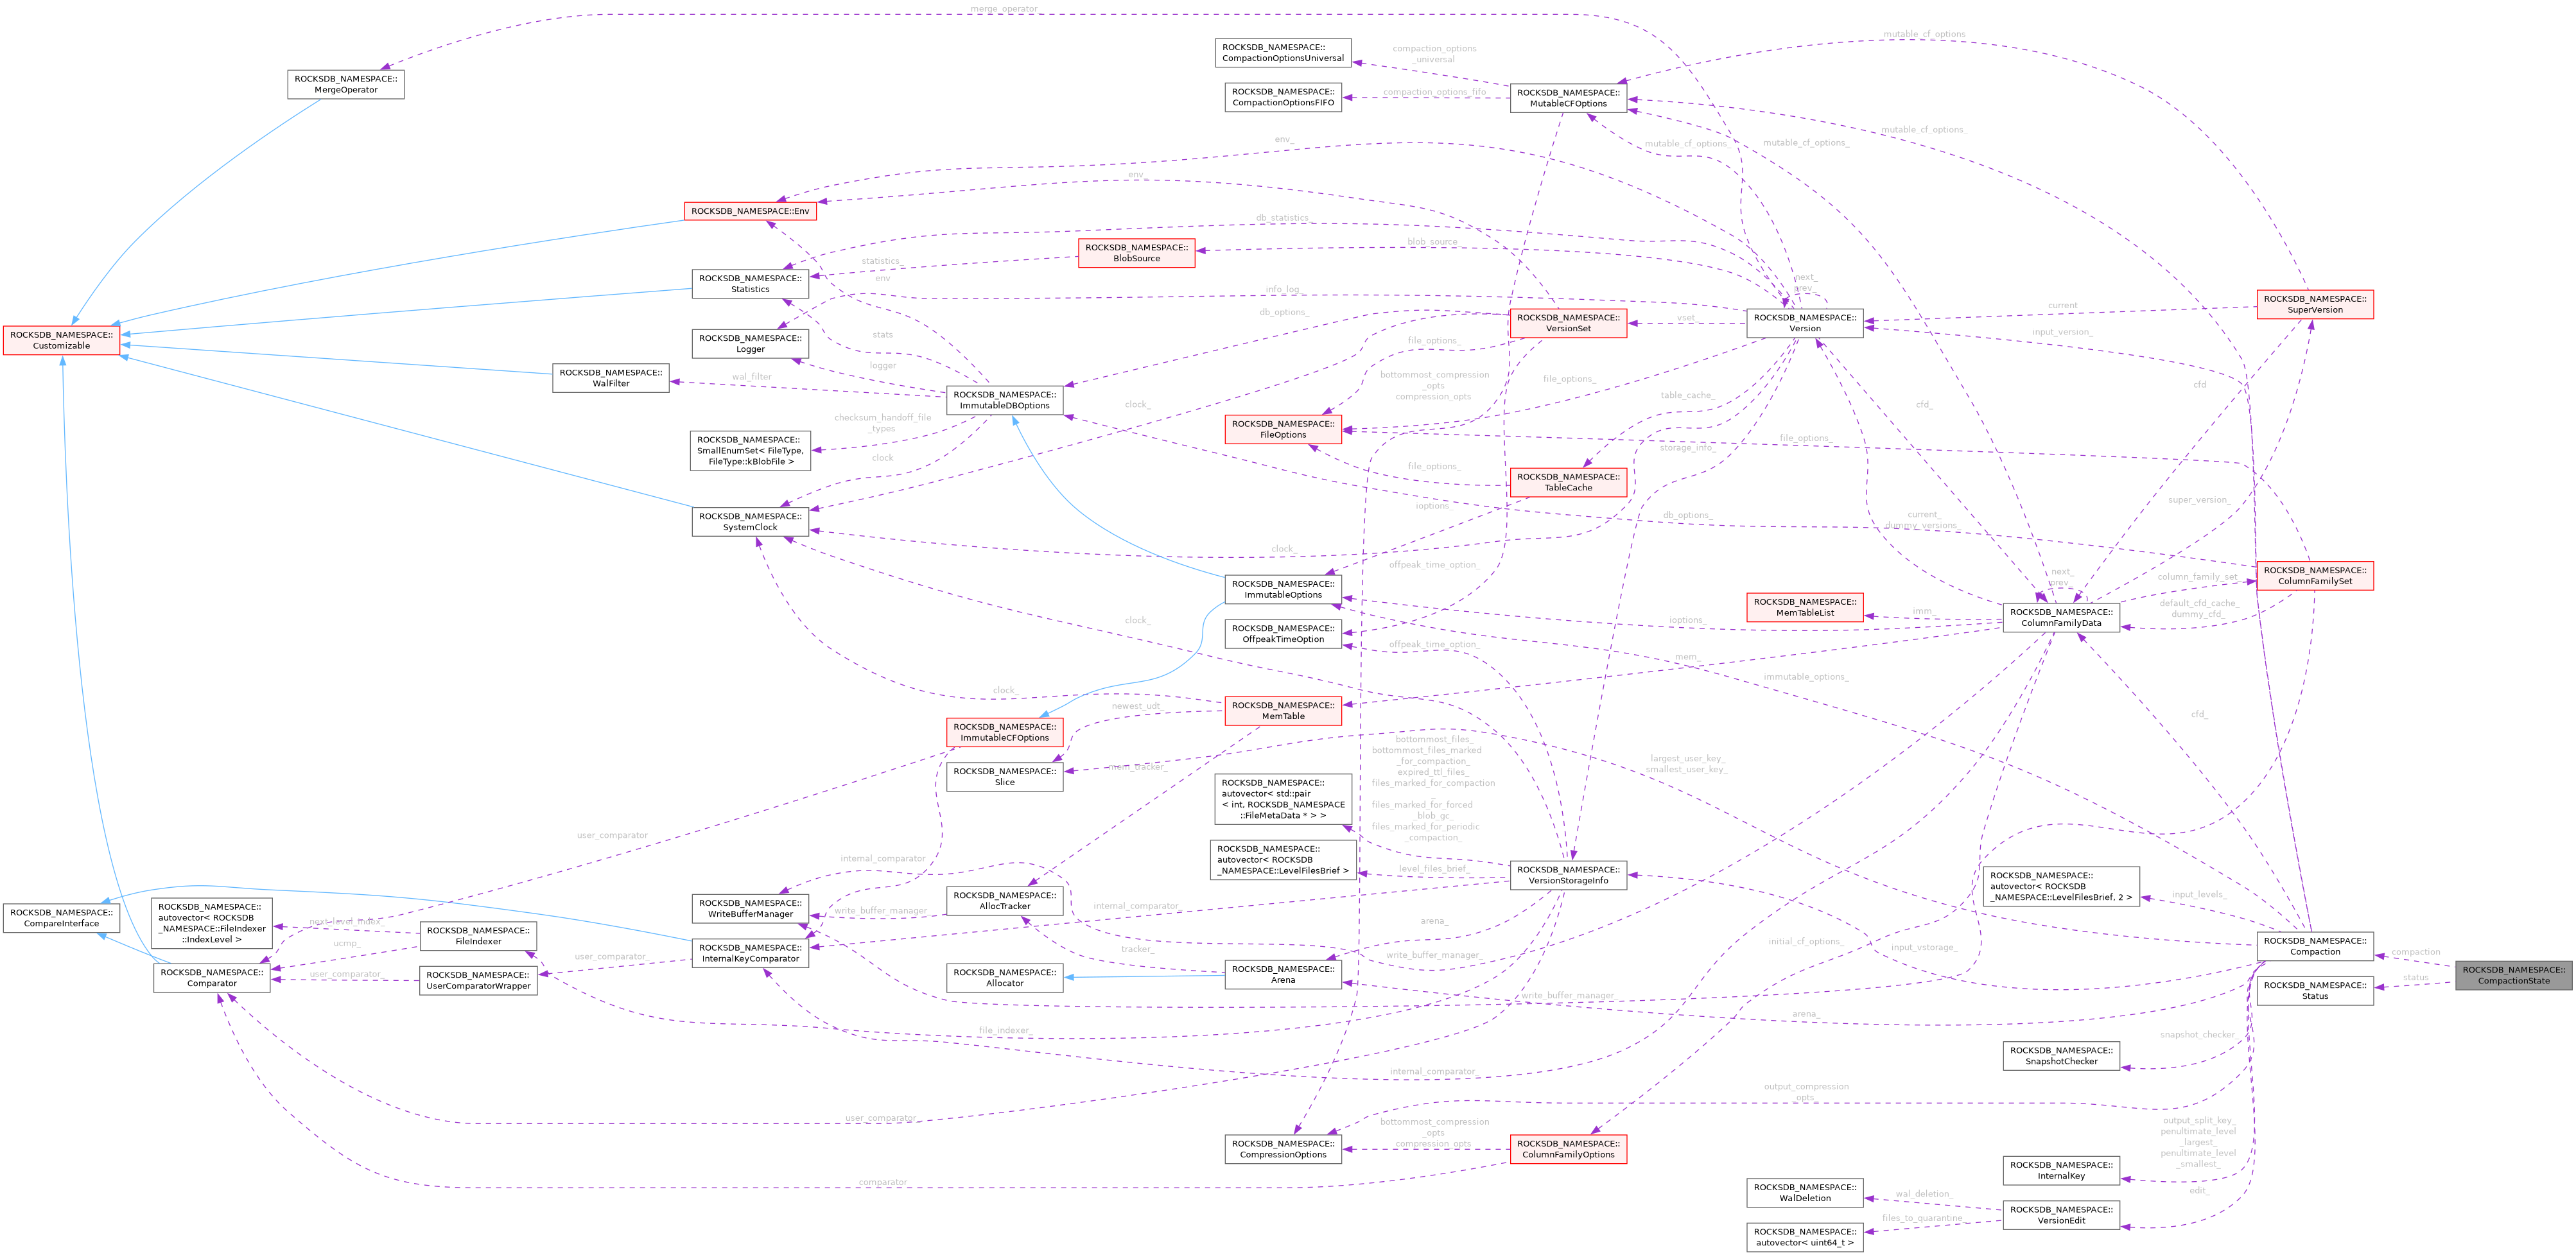 merge_operator
ROCKSDB_NAMESPACE::
MergeOperator
ROCKSDB_NAMESPACE::
CompactionOptionsUniversal
compaction_options
_universal
mutable_cf_options
ROCKSDB_NAMESPACE::
CompactionOptionsFIFO
compaction_options_fifo
ROCKSDB_NAMESPACE::
MutableCFOptions
mutable_cf_options_
mutable_cf_options_
mutable_cf_options_
env_
env_
ROCKSDB_NAMESPACE::Env
db_statistics_
blob_source_
ROCKSDB_NAMESPACE::
BlobSource
statistics_
env
ROCKSDB_NAMESPACE::
Statistics
info_log_
next_
prev_
ROCKSDB_NAMESPACE::
SuperVersion
current
ROCKSDB_NAMESPACE::
Customizable
ROCKSDB_NAMESPACE::
Logger
stats
db_options_
ROCKSDB_NAMESPACE::
VersionSet
vset_
ROCKSDB_NAMESPACE::
Version
input_version_
file_options_
logger
ROCKSDB_NAMESPACE::
WalFilter
wal_filter
ROCKSDB_NAMESPACE::
ImmutableDBOptions
bottommost_compression
_opts
compression_opts
file_options_
cfd
clock_
table_cache_
cfd_
checksum_handoff_file
_types
ROCKSDB_NAMESPACE::
SmallEnumSet< FileType,
FileType::kBlobFile >
ROCKSDB_NAMESPACE::
FileOptions
file_options_
storage_info_
clock
file_options_
ROCKSDB_NAMESPACE::
TableCache
ioptions_
super_version_
ROCKSDB_NAMESPACE::
SystemClock
db_options_
current_
dummy_versions_
clock_
offpeak_time_option_
ROCKSDB_NAMESPACE::
ImmutableOptions
next_
prev_
column_family_set_
ROCKSDB_NAMESPACE::
ColumnFamilySet
ROCKSDB_NAMESPACE::
MemTableList
imm_
ROCKSDB_NAMESPACE::
ColumnFamilyData
default_cfd_cache_
dummy_cfd_
clock_
ROCKSDB_NAMESPACE::
OffpeakTimeOption
ioptions_
offpeak_time_option_
mem_
immutable_options_
clock_
newest_udt_
ROCKSDB_NAMESPACE::
MemTable
cfd_
ROCKSDB_NAMESPACE::
ImmutableCFOptions
ROCKSDB_NAMESPACE::
Slice
mem_tracker_
bottommost_files_
bottommost_files_marked
_for_compaction_
expired_ttl_files_
files_marked_for_compaction
_
files_marked_for_forced
_blob_gc_
files_marked_for_periodic
_compaction_
largest_user_key_
smallest_user_key_
ROCKSDB_NAMESPACE::
autovector< std::pair
< int, ROCKSDB_NAMESPACE
::FileMetaData * > >
user_comparator
internal_comparator
ROCKSDB_NAMESPACE::
autovector< ROCKSDB
_NAMESPACE::LevelFilesBrief >
level_files_brief_
ROCKSDB_NAMESPACE::
VersionStorageInfo
ROCKSDB_NAMESPACE::
autovector< ROCKSDB
_NAMESPACE::LevelFilesBrief, 2 >
input_levels_
ROCKSDB_NAMESPACE::
CompareInterface
ROCKSDB_NAMESPACE::
autovector< ROCKSDB
_NAMESPACE::FileIndexer
::IndexLevel >
next_level_index_
ucmp_
ROCKSDB_NAMESPACE::
FileIndexer
ROCKSDB_NAMESPACE::
WriteBufferManager
write_buffer_manager_
ROCKSDB_NAMESPACE::
AllocTracker
internal_comparator_
arena_
ROCKSDB_NAMESPACE::
Comparator
user_comparator_
ROCKSDB_NAMESPACE::
UserComparatorWrapper
user_comparator_
ROCKSDB_NAMESPACE::
InternalKeyComparator
tracker_
ROCKSDB_NAMESPACE::
Allocator
ROCKSDB_NAMESPACE::
Arena
write_buffer_manager_
initial_cf_options_
input_vstorage_
ROCKSDB_NAMESPACE::
Compaction
compaction
ROCKSDB_NAMESPACE::
CompactionState
status
ROCKSDB_NAMESPACE::
Status
write_buffer_manager_
arena_
file_indexer_
snapshot_checker_
ROCKSDB_NAMESPACE::
SnapshotChecker
internal_comparator_
output_compression
_opts_
user_comparator_
ROCKSDB_NAMESPACE::
CompressionOptions
bottommost_compression
_opts
compression_opts
ROCKSDB_NAMESPACE::
ColumnFamilyOptions
output_split_key_
penultimate_level
_largest_
penultimate_level
_smallest_
ROCKSDB_NAMESPACE::
InternalKey
comparator
edit_
ROCKSDB_NAMESPACE::
WalDeletion
wal_deletion_
ROCKSDB_NAMESPACE::
VersionEdit
files_to_quarantine_
ROCKSDB_NAMESPACE::
autovector< uint64_t >